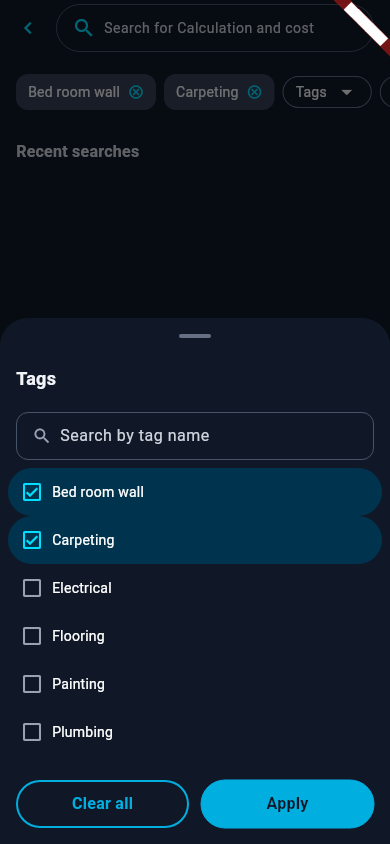 Search for Calculation and cost
Bed room wall
Carpeting
Tags
Recent searches
Tags
Search by tag name
Bed room wall
Carpeting
Electrical
Flooring
Painting
Plumbing
Clear all
Apply